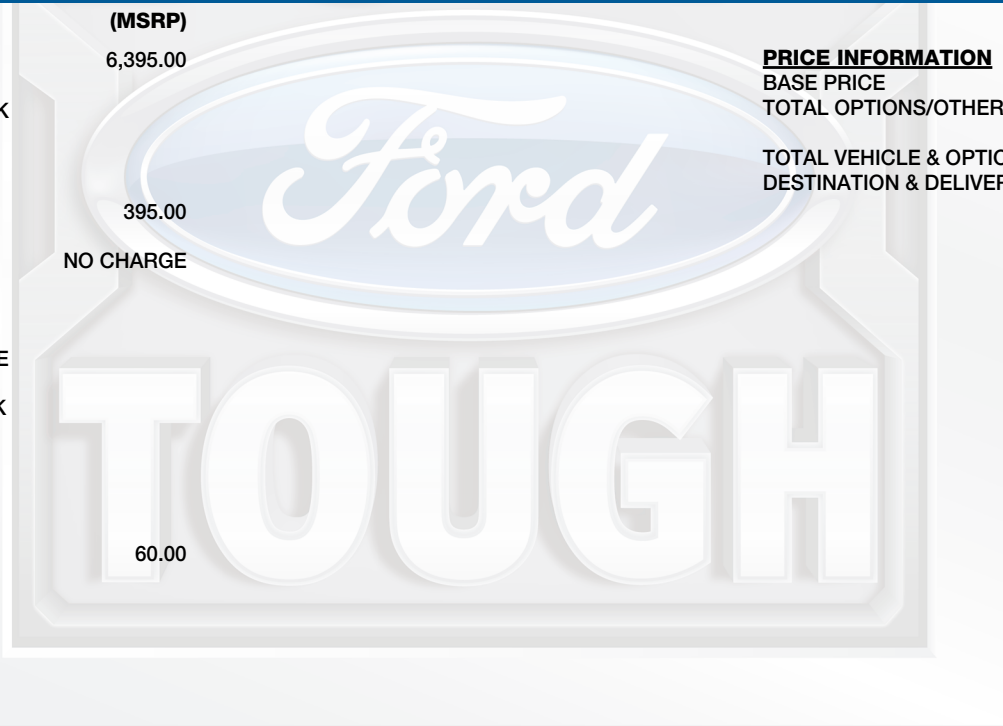 (MSRP)
6,395.00
K
395.00
NO CHARGE
E
K
60.00
PRICE INFORMATION
BASE PRICE
TOTAL OPTIONS/OTHER
TOTAL VEHICLE & OPTIO
DESTINATION & DELIVER
Ford
TOUGH